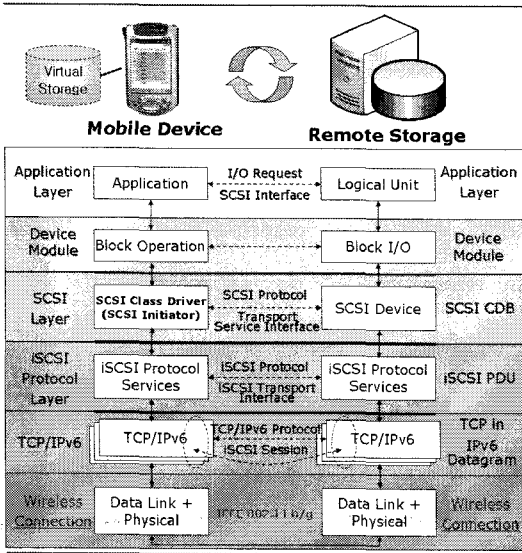 Virtual
Storage
Mobile Device
Remote Storage
Application
Layer
Application
I/O Request
SCSI Interface
Logical Unit
Application
Layer
Device
Module
Block Operation
Block I/O
Device
Module
SCSI
Layer
SCSI Class Driver
(SCSI Initiator)
SCSI Protocol
Transport
Service Interface
SCSI Device
SCSI CDB
iSCSI
Protocol
Layer
iSCSI Protocol
Services
iSCSI Protocol
iSCSI Transport
Interface
iSCSI Protocol
Services
iSCSI PDU
TCP/IPv6
TCP/IPv6
TCP/IPv6 Protocol
iSCSI Session
TCP/IPv6
TCP in
IPv6
Datagram
Wireless
Connection
Data Link +
Physical
IEEE 802.11 b/g
Data Link +
Physical
Wireless
Connection